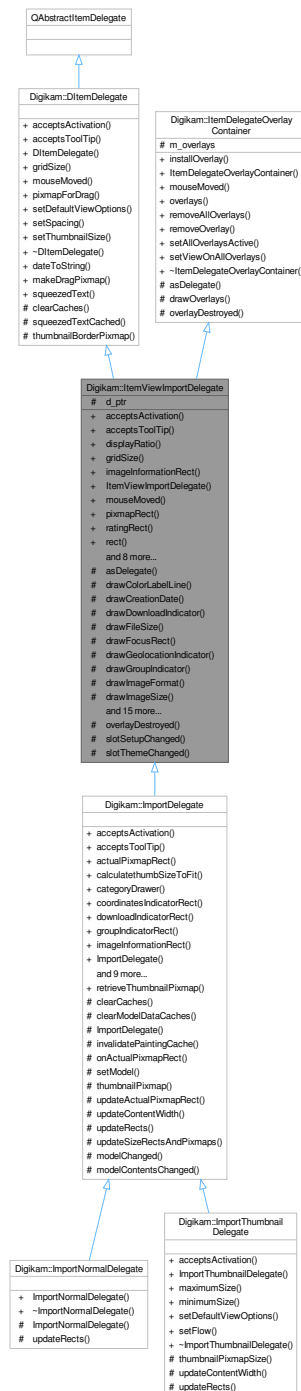 QAbstractItemDelegate
Digikam::DItemDelegate
+ acceptsActivation()
+ acceptsToolTip()
+ DItemDelegate()
+ gridSize()
+ mouseMoved()
+ pixmapForDrag()
+ setDefaultViewOptions()
+ setSpacing()
+ setThumbnailSize()
+ ~DItemDelegate()
+ dateToString()
+ makeDragPixmap()
+ squeezedText()
# clearCaches()
# squeezedTextCached()
# thumbnailBorderPixmap()
Digikam::ItemDelegateOverlay
Container
# m_overlays
+ installOverlay()
+ ItemDelegateOverlayContainer()
+ mouseMoved()
+ overlays()
+ removeAllOverlays()
+ removeOverlay()
+ setAllOverlaysActive()
+ setViewOnAllOverlays()
+ ~ItemDelegateOverlayContainer()
# asDelegate()
# drawOverlays()
# overlayDestroyed()
Digikam::ItemViewImportDelegate
# d_ptr
+ acceptsActivation()
+ acceptsToolTip()
+ displayRatio()
+ gridSize()
+ imageInformationRect()
+ ItemViewImportDelegate()
+ mouseMoved()
+ pixmapRect()
+ ratingRect()
+ rect()
and 8 more...
# asDelegate()
# drawColorLabelLine()
# drawCreationDate()
# drawDownloadIndicator()
# drawFileSize()
# drawFocusRect()
# drawGeolocationIndicator()
# drawGroupIndicator()
# drawImageFormat()
# drawImageSize()
and 15 more...
# overlayDestroyed()
# slotSetupChanged()
# slotThemeChanged()
Digikam::ImportDelegate
+ acceptsActivation()
+ acceptsToolTip()
+ actualPixmapRect()
+ calculatethumbSizeToFit()
+ categoryDrawer()
+ coordinatesIndicatorRect()
+ downloadIndicatorRect()
+ groupIndicatorRect()
+ imageInformationRect()
+ ImportDelegate()
and 9 more...
+ retrieveThumbnailPixmap()
# clearCaches()
# clearModelDataCaches()
# ImportDelegate()
# invalidatePaintingCache()
# onActualPixmapRect()
# setModel()
# thumbnailPixmap()
# updateActualPixmapRect()
# updateContentWidth()
# updateRects()
# updateSizeRectsAndPixmaps()
# modelChanged()
# modelContentsChanged()
Digikam::ImportNormalDelegate
+ ImportNormalDelegate()
+ ~ImportNormalDelegate()
# ImportNormalDelegate()
# updateRects()
Digikam::ImportThumbnail
Delegate
+ acceptsActivation()
+ ImportThumbnailDelegate()
+ maximumSize()
+ minimumSize()
+ setDefaultViewOptions()
+ setFlow()
+ ~ImportThumbnailDelegate()
# thumbnailPixmapSize()
# updateContentWidth()
# updateRects()